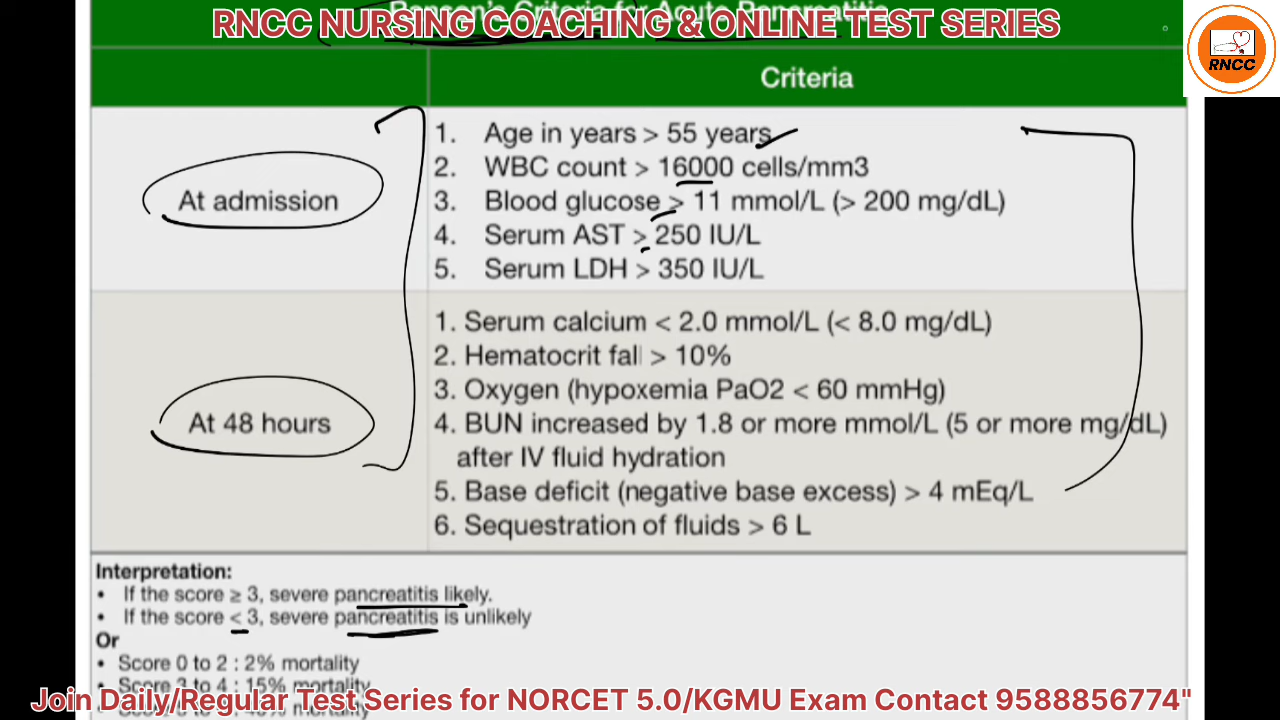 RNCC NURSING COACHING & ONLINE TEST SERIES
RNCC
Criteria
At admission
1. Age in years > 55 years
2. WBC count > 16000 cells/mm3
3. Blood glucose > 11 mmol/L (> 200 mg/dL)
4. Serum AST > 250 IU/L
5. Serum LDH > 350 IU/L
At 48 hours
1. Serum calcium < 2.0 mmol/L (< 8.0 mg/dL)
2. Hematocrit fall > 10%
3. Oxygen (hypoxemia PaO2 < 60 mmHg)
4. BUN increased by 1.8 or more mmol/L (5 or more mg/dL)
after IV fluid hydration
5. Base deficit (negative base excess) > 4 mEq/L
6. Sequestration of fluids > 6 L
Interpretation:
• If the score ≥ 3, severe pancreatitis likely.
• If the score < 3, severe pancreatitis is unlikely
Or
• Score 0 to 2 : 2% mortality
• Score 3 to 4 : 15% mortality
Join Daily/Regular Test Series for NORCET 5.0/KGMU Exam Contact 9588856774"